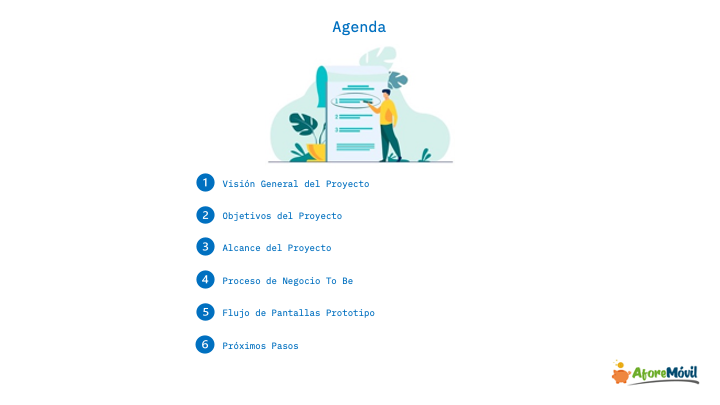 Agenda
1 Visión General del Proyecto
2 Objetivos del Proyecto
3 Alcance del Proyecto
4 Proceso de Negocio To Be
5 Flujo de Pantallas Prototipo
6 Próximos Pasos
AforeMóvil